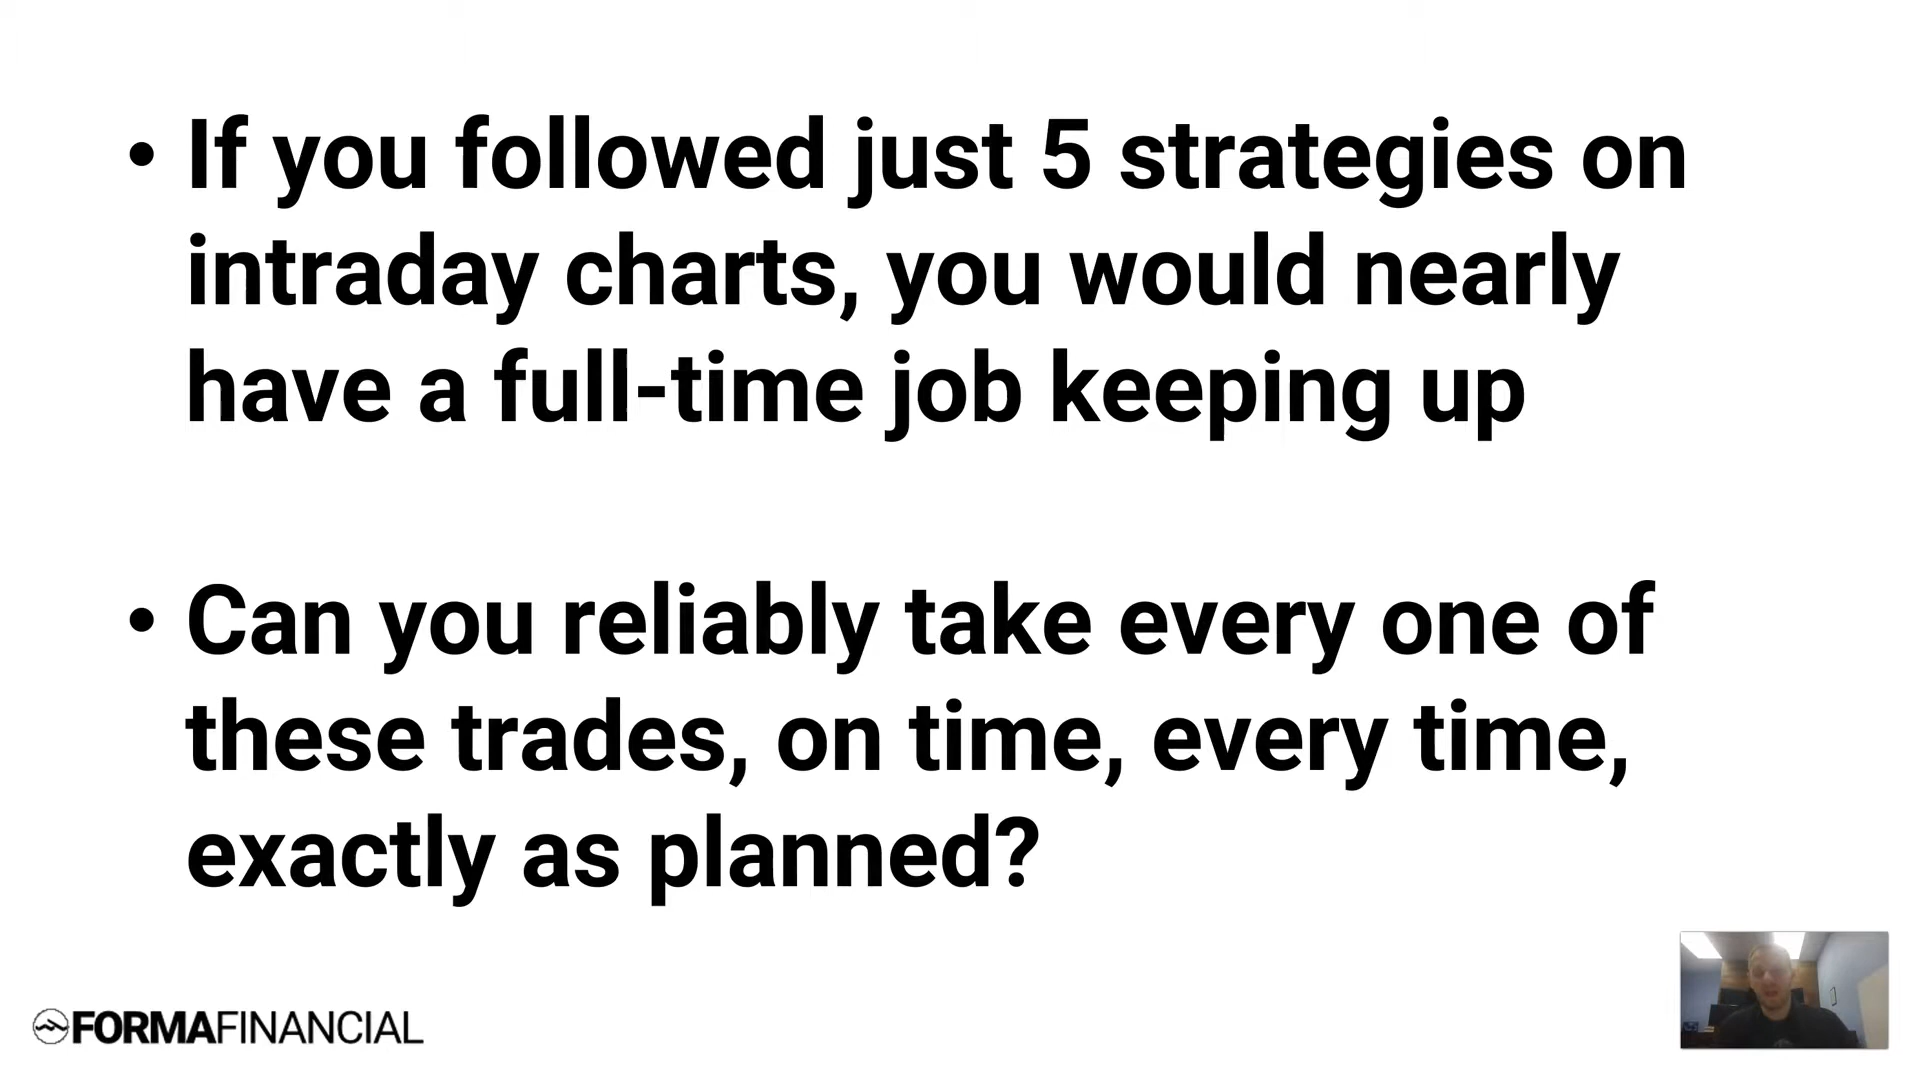 • If you followed just 5 strategies on
intraday charts, you would nearly
have a full-time job keeping up
• Can you reliably take every one of
these trades, on time, every time,
exactly as planned?
FORMAFINANCIAL